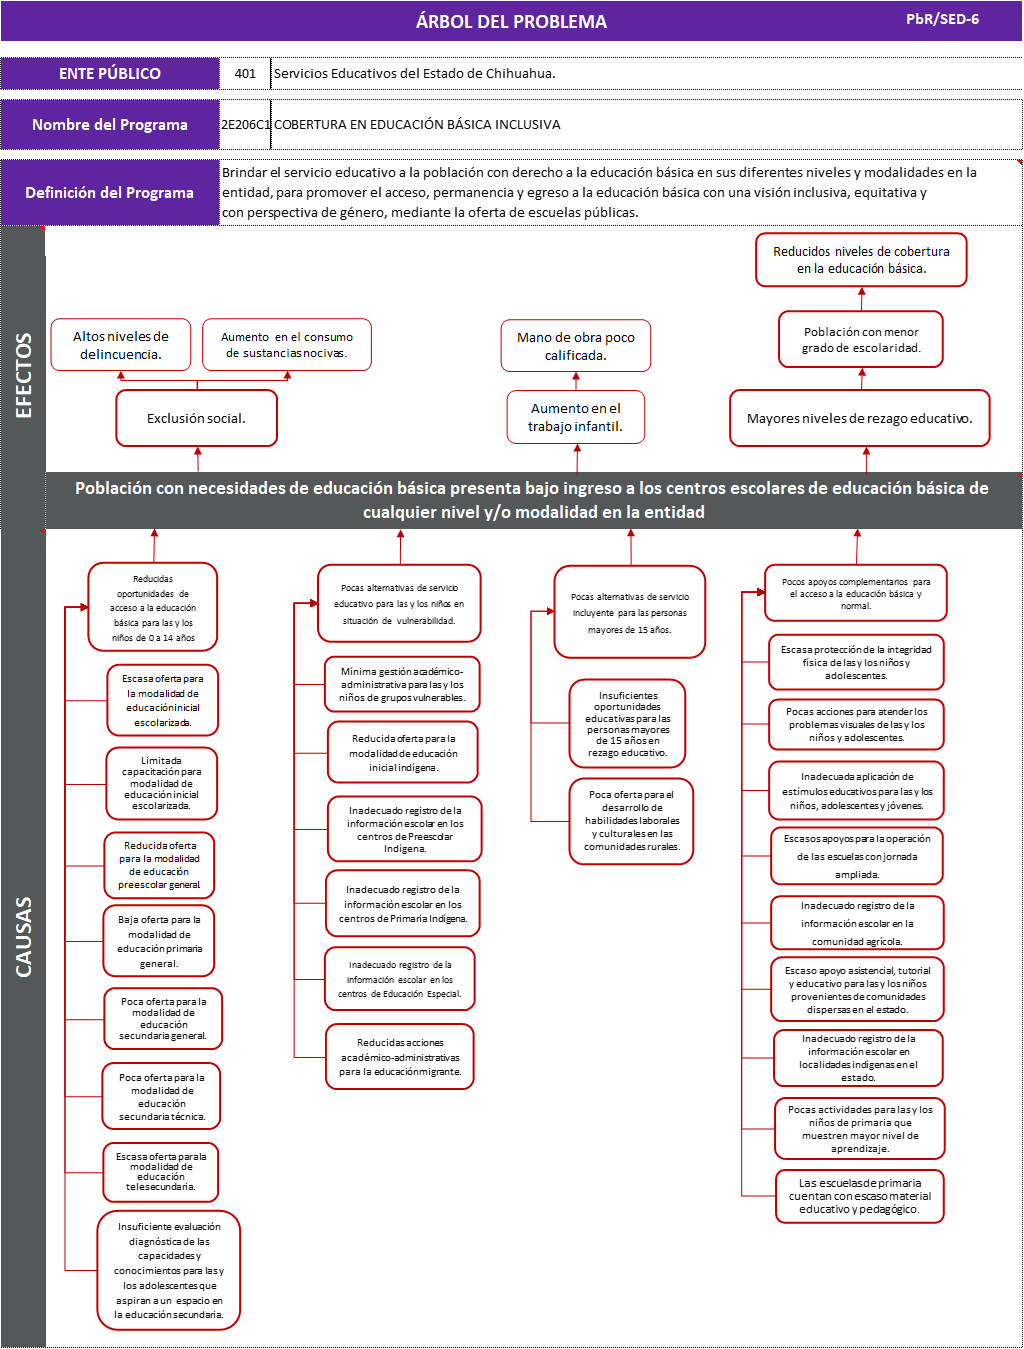 ÁRBOL DEL PROBLEMA
PbR/SED-6
ENTE PÚBLICO
401
Servicios Educativos del Estado de Chihuahua.
Nombre del Programa
2E206C1
COBERTURA EN EDUCACIÓN BÁSICA INCLUSIVA
Definición del Programa
Brindar el servicio educativo a la población con derecho a la educación básica en sus diferentes niveles y modalidades en la
entidad, para promover el acceso, permanencia y egreso a la educación básica con una visión inclusiva, equitativa y
con perspectiva de género, mediante la oferta de escuelas públicas.
EFECTOS
Reducidos niveles de cobertura
en la educación básica.
Altos niveles de
delincuencia.
Aumento en el consumo
de sustancias nocivas.
Mano de obra poco
calificada.
Población con menor
grado de escolaridad.
Exclusión social.
Aumento en el
trabajo infantil.
Mayores niveles de rezago educativo.
Población con necesidades de educación básica presenta bajo ingreso a los centros escolares de educación básica de
cualquier nivel y/o modalidad en la entidad
CAUSAS
Reducidas
oportunidades de
acceso a la educación
básica para las y los
niños de 0 a 14 años
Escasa oferta para
la modalidad de
educación inicial
escolarizada.
Limitada
capacitación para
modalidad de
educación inicial
escolarizada.
Reducida oferta
para la modalidad
de educación
preescolar general
Baja oferta para la
modalidad de
educación primaria
general.
Poca oferta para la
modalidad de
educación
secundaria general.
Poca oferta para la
modalidad de
educación
secundaria técnica.
Escasa oferta para la
modalidad de
educación
telesecundaria.
Insuficiente evaluación
diagnóstica de las
capacidades y
conocimientos para las y
los adolescentes que
aspiran a un espacio en
la educación secundaria.
Pocas alternativas de servicio
educativo para las y los niños en
situación de vulnerabilidad.
Mínima gestión académico-
administrativa para las y los
niños de grupos vulnerables.
Reducida oferta para la
modalidad de educación
inicial indígena.
Inadecuado registro de la
información escolar en los
centros de Preescolar
Indígena.
Inadecuado registro de la
información escolar en los
centros de Primaria Indígena.
Inadecuado registro de la
información escolar en los
centros de Educación Especial.
Reducidas acciones
académico-administrativas
para la educación migrante.
Pocas alternativas de servicio
incluyente para las personas
mayores de 15 años.
Insuficientes
oportunidades
educativas para las
personas mayores
de 15 años en
rezago educativo.
Poca oferta para el
desarrollo de
habilidades laborales
y culturales en las
comunidades rurales.
Pocos apoyos complementarios para
el acceso a la educación básica y
normal.
Escasa protección de la integridad
física de las y los niños y
adolescentes.
Pocas acciones para atender los
problemas visuales de las y los
niños y adolescentes.
Inadecuada aplicación de
estímulos educativos para las y los
niños, adolescentes y jóvenes.
Escasos apoyos para la operación
de las escuelas con jornada
ampliada.
Inadecuado registro de la
información escolar en la
comunidad agrícola.
Escaso apoyo asistencial, tutorial
y educativo para las y los niños
provenientes de comunidades
dispersas en el estado.
Inadecuado registro de la
información escolar en
localidades indígenas en el
estado.
Pocas actividades para las y los
niños de primaria que
muestren mayor nivel de
aprendizaje.
Las escuelas de primaria
cuentan con escaso material
educativo y pedagógico.